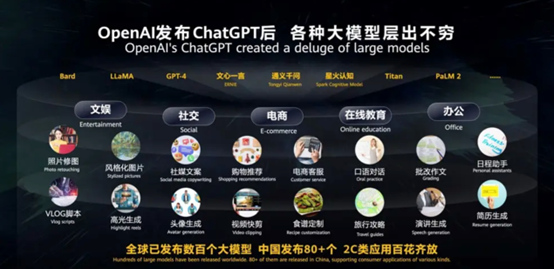 OpenAI发布ChatGPT后 各种大模型层出不穷
OpenAI's ChatGPT created a deluge of large models
Bard LLaMA GPT-4 文心一言 通义千问 星火认知 Titan PaLM 2 ......
ERNIE Tongyi Qianwen Spark Cognitive Model
文娱 社交 电商 在线教育 办公
Entertainment Social E-commerce Online education Office
照片修图 风格化图片 社媒文案 购物推荐 电商客服 口语对话 批改作文 日程助手
Photo retouching Stylized pictures Social media copywriting Shopping recommendations Customer service Oral practice Grading Personal assistants
VLOG脚本 高光生成 头像生成 视频快剪 食谱定制 旅行攻略 演讲生成 简历生成
Vlog scripts Highlight reels Avatar generation Video clipping Recipe generation Travel guides Speech generation Resume generation
全球已发布数百个大模型 中国发布80+个 2C类应用百花齐放
Hundreds of large models have been released worldwide. 80+ of them are released in China, supporting consumer applications of various kinds.